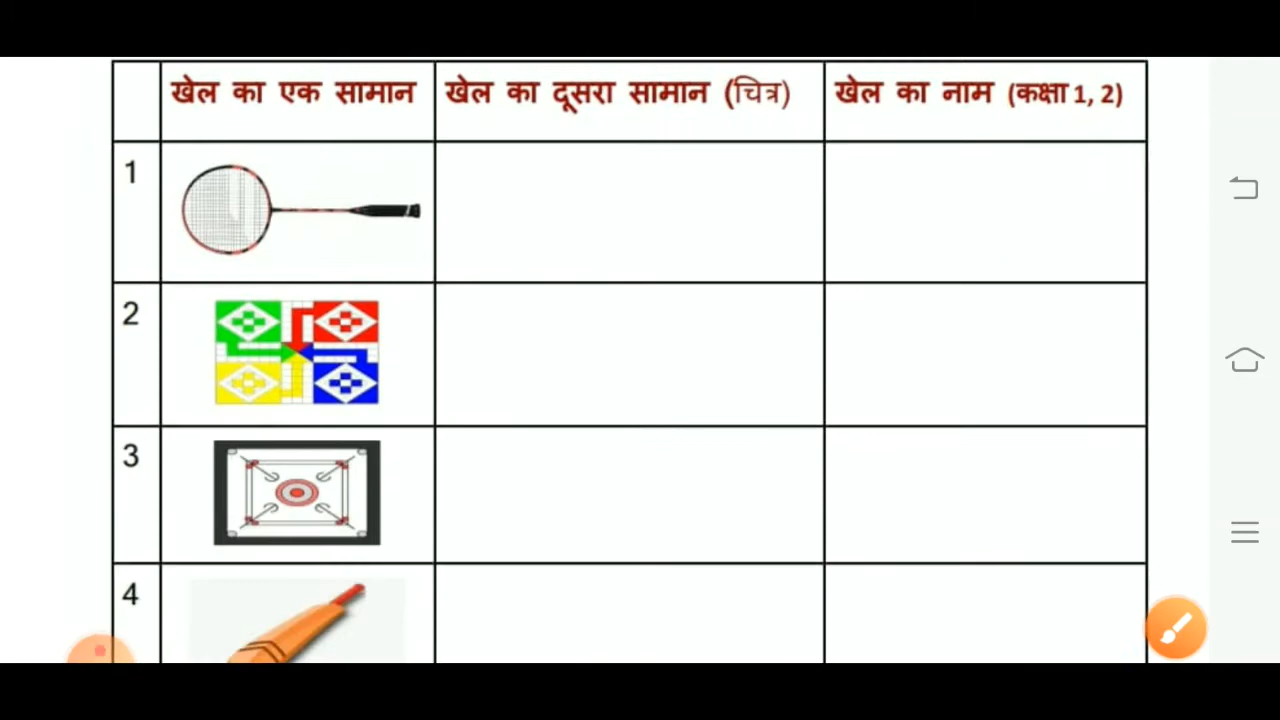 खेल का एक सामान खेल का दूसरा सामान (चित्र) खेल का नाम (कक्षा 1, 2)
1
2
3
4